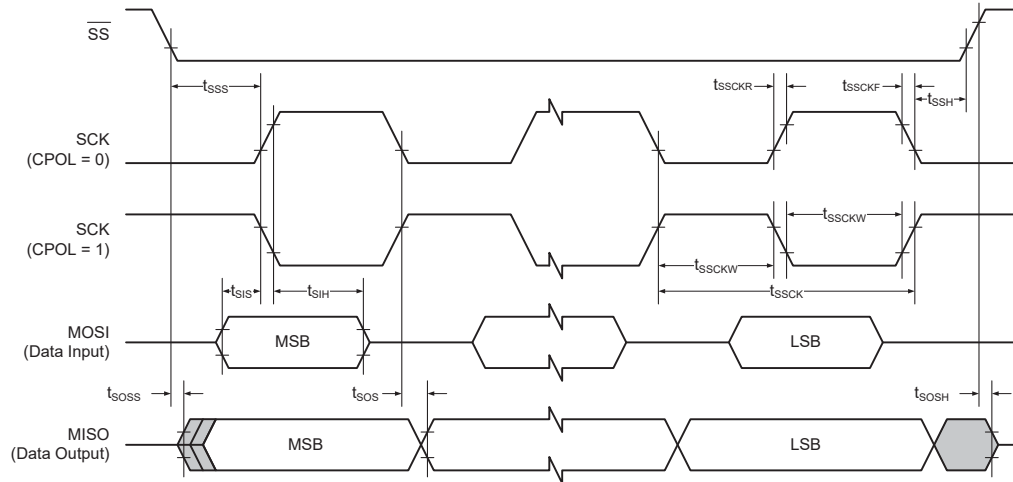 SS
tSSS
tSSCKR
tSSCKF
tSSH
SCK
(CPOL = 0)
SCK
(CPOL = 1)
tSSCKW
tSSCKW
tSSCK
tSIS
tSIH
MOSI
(Data Input)
MSB
LSB
tSOSS
tSOS
tSOSH
MISO
(Data Output)
MSB
LSB